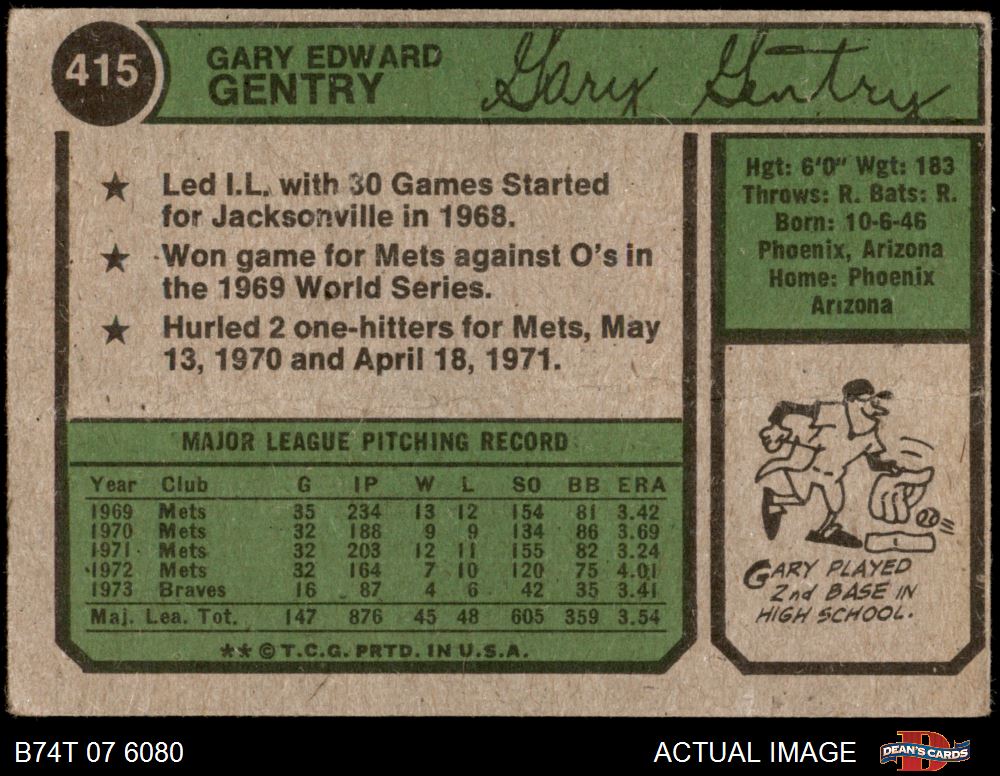 415
GARY EDWARD
GENTRY
Gary Gentry
★ Led I.L. with 30 Games Started
for Jacksonville in 1968.
★ Won game for Mets against O's in
the 1969 World Series.
★ Hurled 2 one-hitters for Mets, May
13, 1970 and April 18, 1971.
Hgt: 6'0" Wgt: 183
Throws: R. Bats: R.
Born: 10-6-46
Phoenix, Arizona
Home: Phoenix
Arizona
MAJOR LEAGUE PITCHING RECORD
Year Club G IP W L SO BB ERA
1969 Mets 35 234 13 12 154 81 3.42
1970 Mets 32 188 9 9 134 86 3.69
1971 Mets 32 203 12 11 155 82 3.24
1972 Mets 32 164 7 10 120 75 4.01
1973 Braves 16 87 4 6 42 35 3.41
Maj. Lea. Tot. 147 876 45 48 605 359 3.54
** © T.C.G. PRTD. IN U.S.A.
GARY PLAYED
2nd BASE IN
HIGH SCHOOL.
B74T 07 6080
ACTUAL IMAGE
D
DEAN'S CARDS